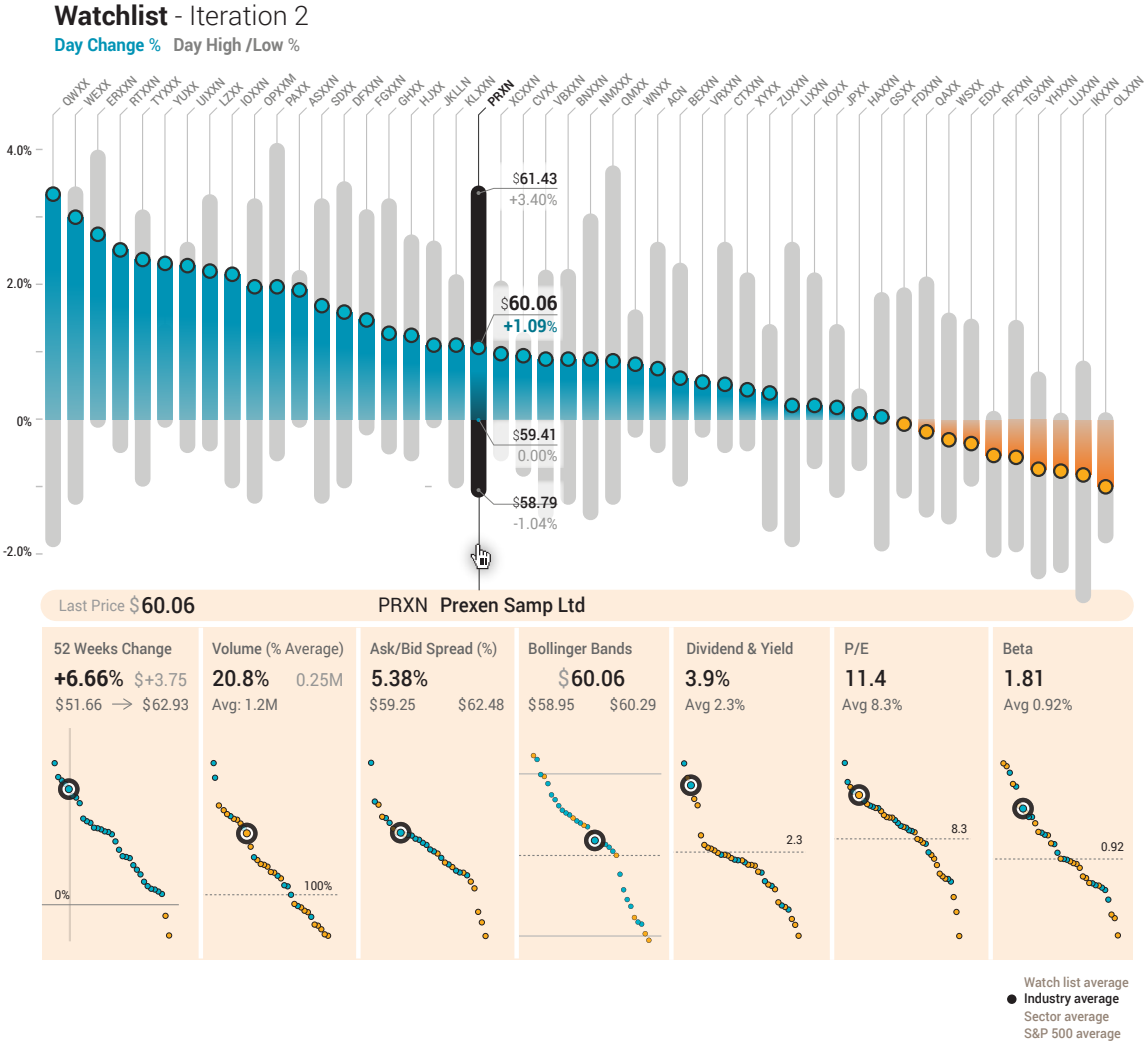 Watchlist - Iteration 2
Day Change % Day High /Low %
QWXX WEXX ERXXN RTXXN TYXXX YUXX UIXXN LZXX IOXXN OPXXM PAXX ASXXN SDXX DFXXN FGXXN GHXX HJXX JKLLN KLXXN PRXN XCXXN CVXX VBXXN BNXXN NMXXX QMXX WNXX AON BEXXN VRXXN CTXXN XYXX ZUXXN LIXXN KOXX JPXX HAXXN GSXX FDXXN QAXX WSXX EDXX RFXXN TGXXN YHXXN UJXXN IKXXN OLXXN
4.0%
$61.43
+3.40%
2.0%
$60.06
+1.09%
0%
$59.41
0.00%
$58.79
-1.04%
-2.0%
Last Price $60.06 PRXN Prexen Samp Ltd
52 Weeks Change Volume (% Average) Ask/Bid Spread (%) Bollinger Bands Dividend & Yield P/E Beta
+6.66% $+3.75 20.8% 0.25M 5.38% $60.06 3.9% 11.4 1.81
$51.66 → $62.93 Avg: 1.2M $59.25 $62.48 $58.95 $60.29 Avg 2.3% Avg 8.3% Avg 0.92%
2.3 8.3 0.92
0% 100%
Watch list average
Industry average
Sector average
S&P 500 average